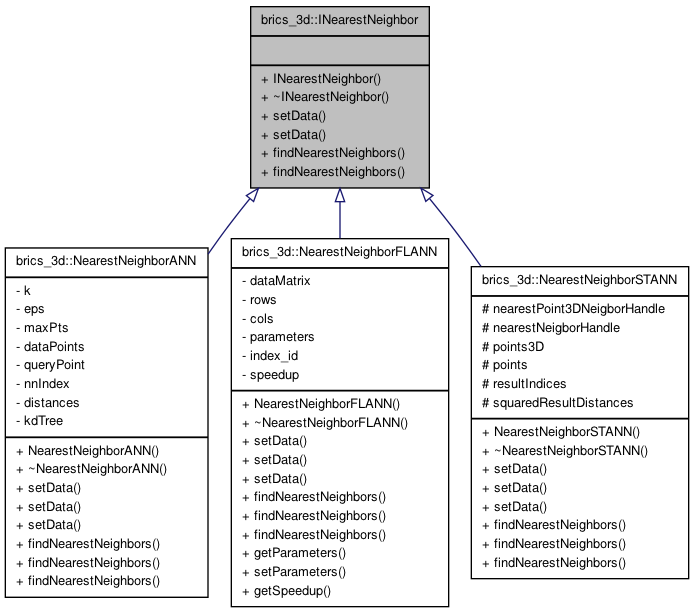 brics_3d::INearestNeighbor
+ INearestNeighbor()
+ ~INearestNeighbor()
+ setData()
+ setData()
+ findNearestNeighbors()
+ findNearestNeighbors()
brics_3d::NearestNeighborANN
- k
- eps
- maxPts
- dataPoints
- queryPoint
- nnIndex
- distances
- kdTree
+ NearestNeighborANN()
+ ~NearestNeighborANN()
+ setData()
+ setData()
+ setData()
+ findNearestNeighbors()
+ findNearestNeighbors()
+ findNearestNeighbors()
brics_3d::NearestNeighborFLANN
- dataMatrix
- rows
- cols
- parameters
- index_id
- speedup
+ NearestNeighborFLANN()
+ ~NearestNeighborFLANN()
+ setData()
+ setData()
+ setData()
+ findNearestNeighbors()
+ findNearestNeighbors()
+ findNearestNeighbors()
+ getParameters()
+ setParameters()
+ getSpeedup()
brics_3d::NearestNeighborSTANN
# nearestPoint3DNeigborHandle
# nearestNeigborHandle
# points3D
# points
# resultIndices
# squaredResultDistances
+ NearestNeighborSTANN()
+ ~NearestNeighborSTANN()
+ setData()
+ setData()
+ setData()
+ findNearestNeighbors()
+ findNearestNeighbors()
+ findNearestNeighbors()